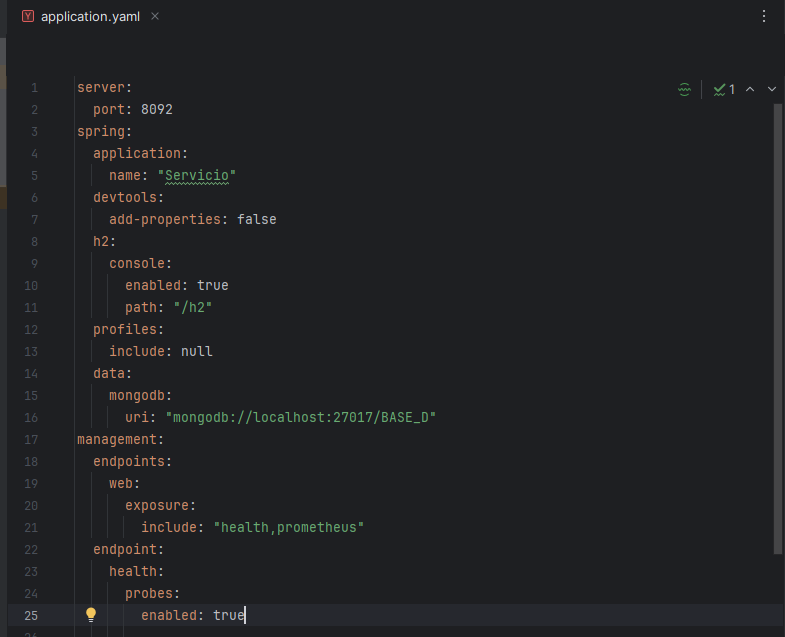 Y application.yaml
1
1 server:
2 port: 8092
3 spring:
4 application:
5 name: "Servicio"
6 devtools:
7 add-properties: false
8 h2:
9 console:
10 enabled: true
11 path: "/h2"
12 profiles:
13 include: null
14 data:
15 mongodb:
16 uri: "mongodb://localhost:27017/BASE_D"
17 management:
18 endpoints:
19 web:
20 exposure:
21 include: "health,prometheus"
22 endpoint:
23 health:
24 probes:
25 enabled: true